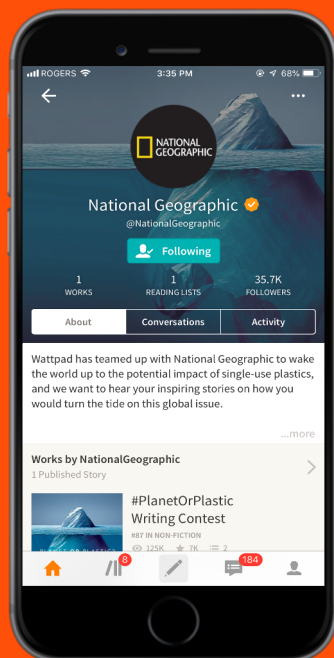 ROGERS 3:35 PM 68%
NATIONAL
GEOGRAPHIC
National Geographic
@NationalGeographic
Following
1 1 35.7K
WORKS READING LISTS FOLLOWERS
About Conversations Activity
Wattpad has teamed up with National Geographic to wake
the world up to the potential impact of single-use plastics,
and we want to hear your inspiring stories on how you
would turn the tide on this global issue.
...more
Works by NationalGeographic
1 Published Story
#PlanetOrPlastic
Writing Contest
#87 IN NON-FICTION
125K 7K 2
PLANET OR PLASTIC
8 184